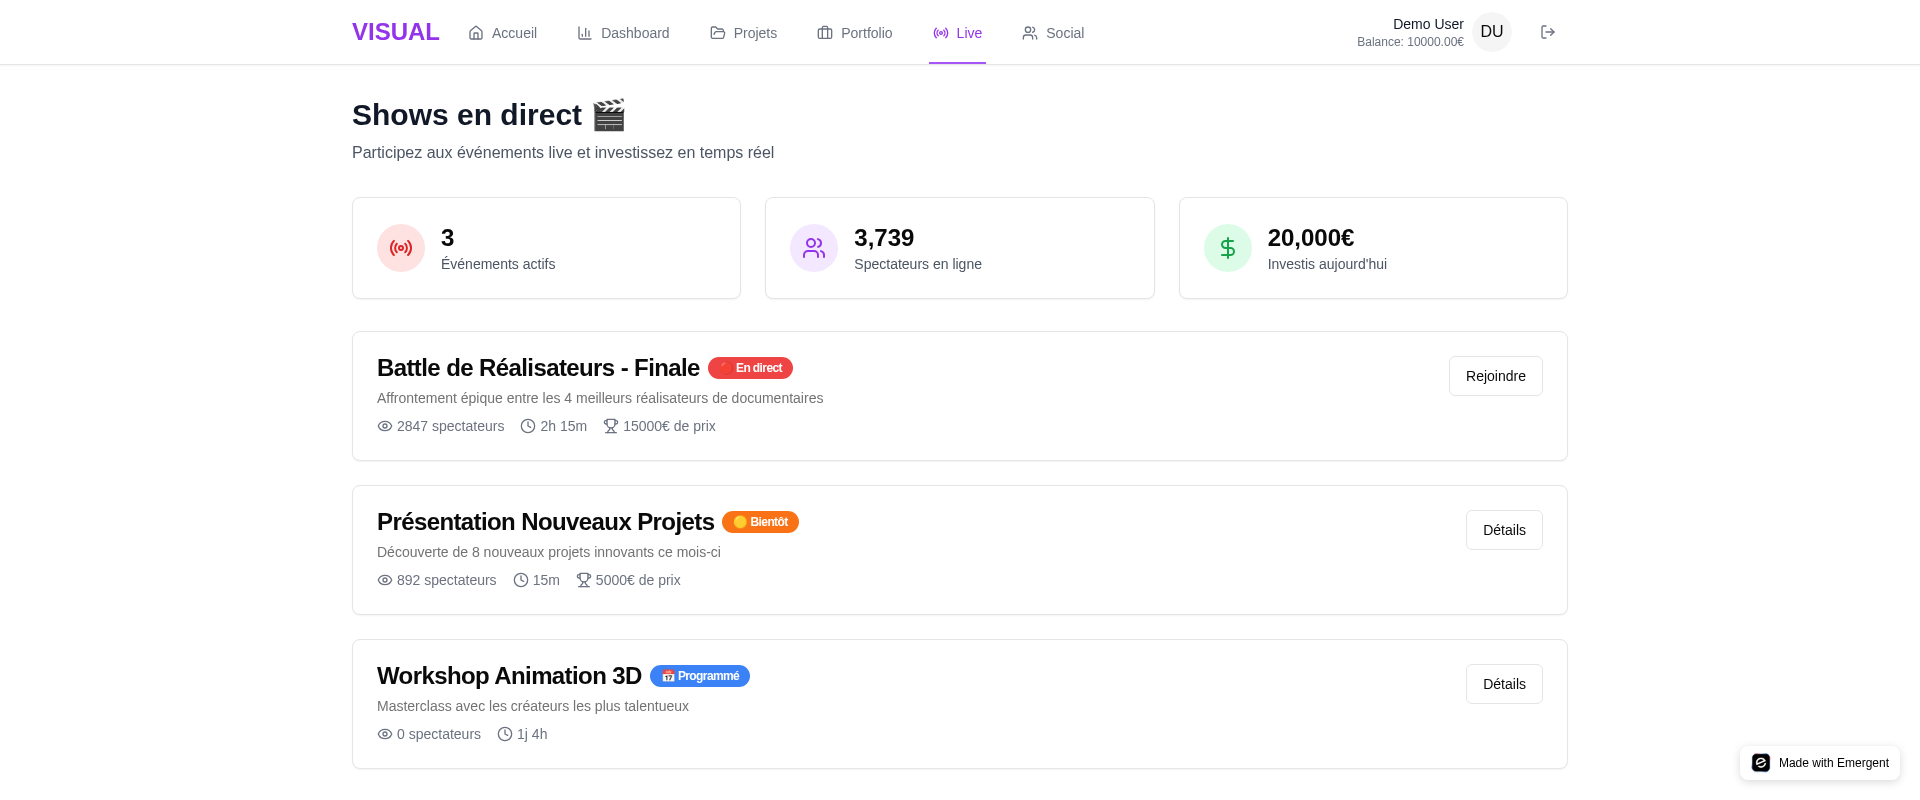 VISUAL
Accueil
Dashboard
Projets
Portfolio
Live
Social
Demo User
Balance: 10000.00€
DU
Shows en direct 🎬
Participez aux événements live et investissez en temps réel
3
Événements actifs
3,739
Spectateurs en ligne
20,000€
Investis aujourd'hui
Battle de Réalisateurs - Finale 🔴 En direct
Rejoindre
Affrontement épique entre les 4 meilleurs réalisateurs de documentaires
2847 spectateurs 2h 15m 15000€ de prix
Présentation Nouveaux Projets 🟡 Bientôt
Détails
Découverte de 8 nouveaux projets innovants ce mois-ci
892 spectateurs 15m 5000€ de prix
Workshop Animation 3D 📅 Programmé
Détails
Masterclass avec les créateurs les plus talentueux
0 spectateurs 1j 4h
Made with Emergent